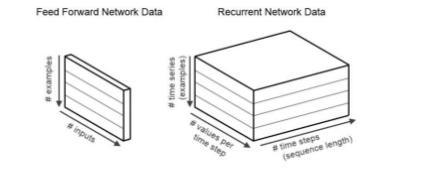 Feed Forward Network Data
Recurrent Network Data
# examples
# inputs
# time series
(examples)
# values per
time step
# time steps
(sequence length)